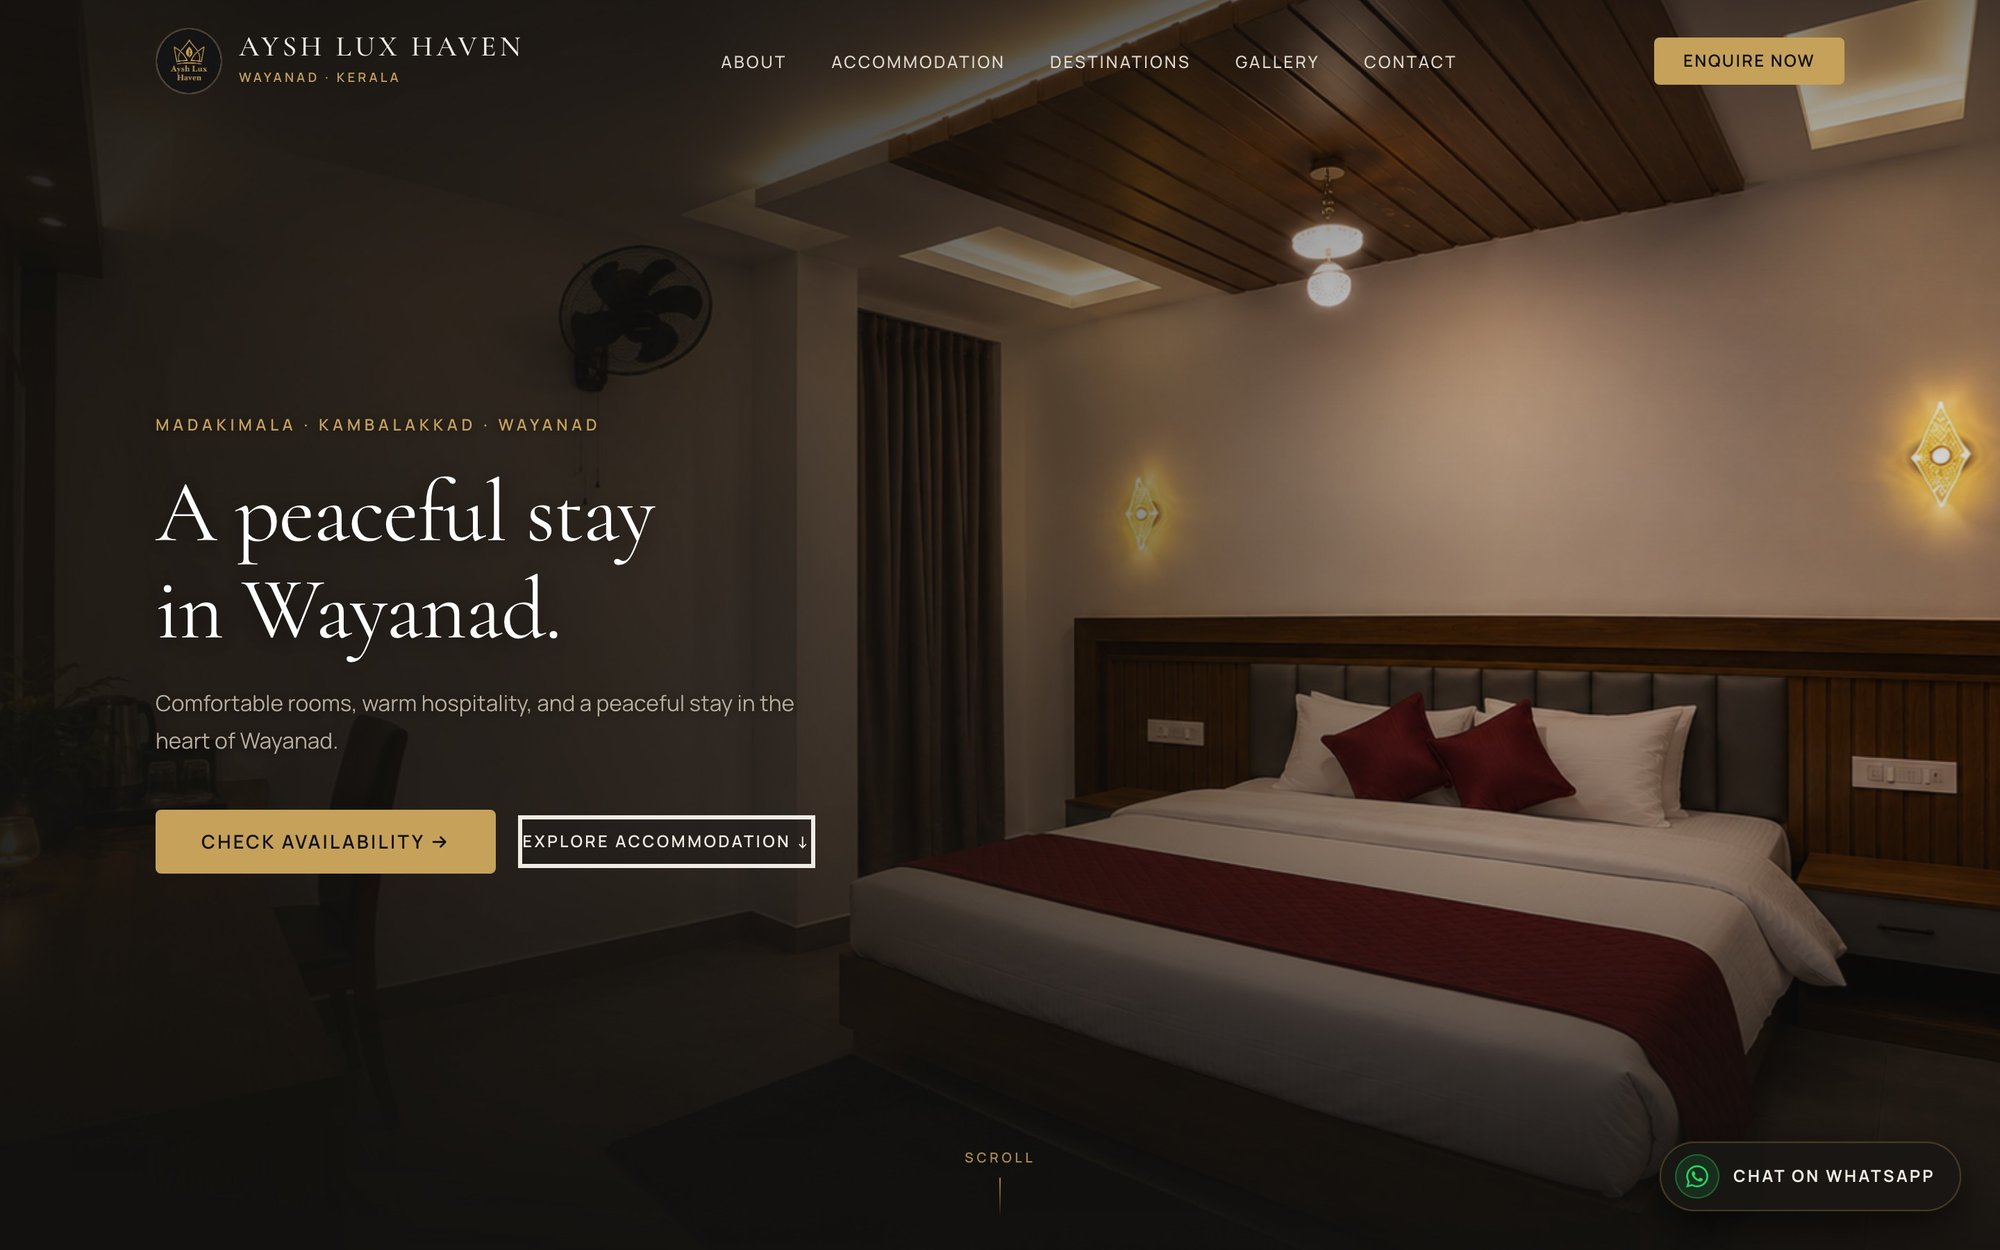 Aysh Lux
Haven
AYSH LUX HAVEN
WAYANAD · KERALA
ABOUT
ACCOMMODATION
DESTINATIONS
GALLERY
CONTACT
ENQUIRE NOW
MADAKIMALA · KAMBALAKKAD · WAYANAD
A peaceful stay
in Wayanad.
Comfortable rooms, warm hospitality, and a peaceful stay in the
heart of Wayanad.
CHECK AVAILABILITY →
EXPLORE ACCOMMODATION ↓
SCROLL
CHAT ON WHATSAPP